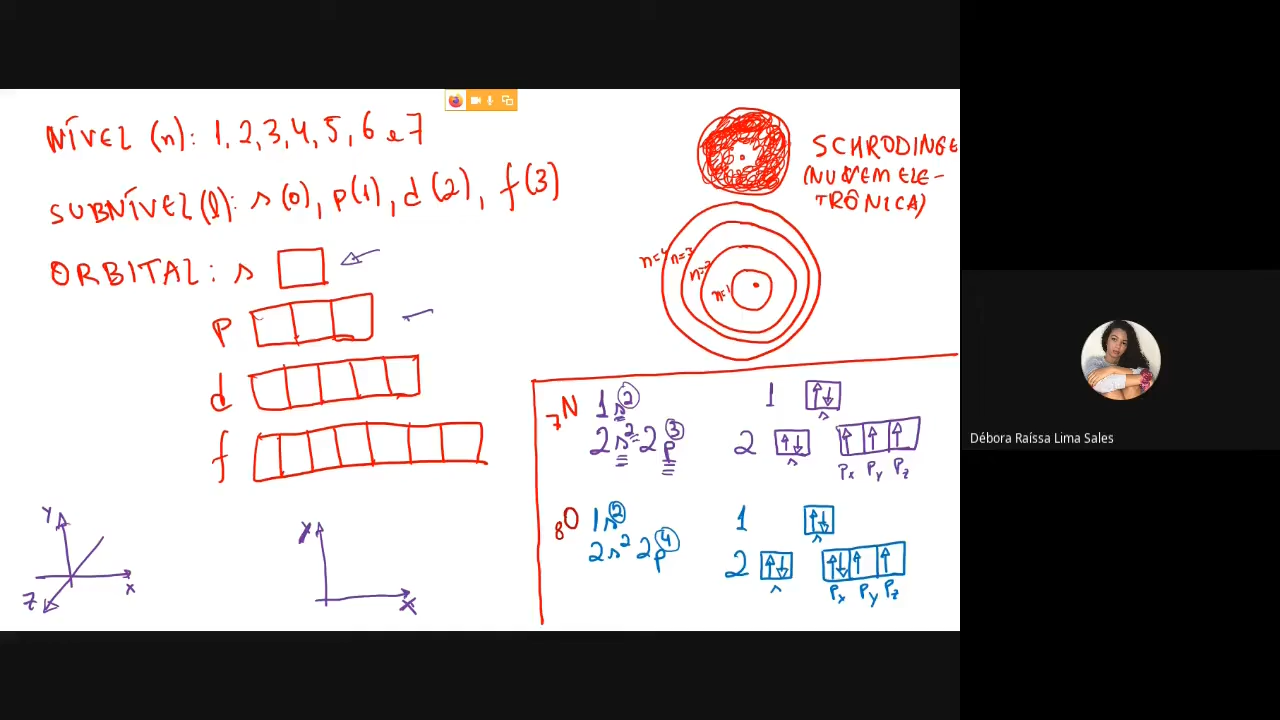 NÍVEL (n): 1, 2, 3, 4, 5, 6 e 7
SUBNÍVEL (l): s (0), p(1), d (2), f (3)
ORBITAL: s
p
d
f
Y
X
Z
Y
X
SCHRODINGE
(NUVEM ELE-
TRÔNICA)
n=4 n=3 n=2 n=1
7N 1s² 1 ↑↓
s
2s² 2p³ 2 ↑↓ ↑ ↑ ↑
s Px Py Pz
8O 1s² 1 ↑↓
s
2s² 2p⁴ 2 ↑↓ ↑↓ ↑ ↑
s Px Py Pz
Débora Raíssa Lima Sales